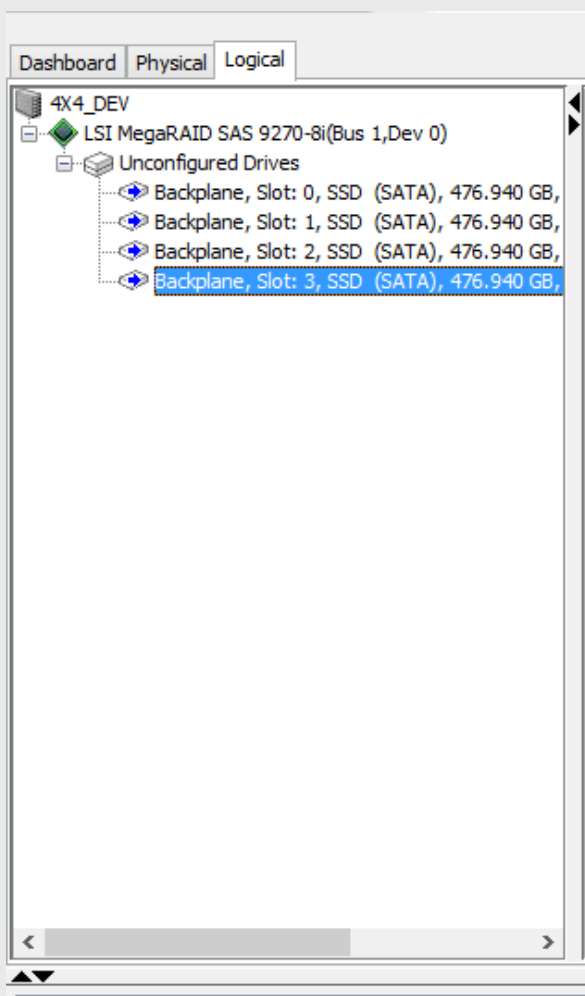 Dashboard Physical Logical
4X4_DEV
LSI MegaRAID SAS 9270-8i(Bus 1,Dev 0)
Unconfigured Drives
Backplane, Slot: 0, SSD (SATA), 476.940 GB,
Backplane, Slot: 1, SSD (SATA), 476.940 GB,
Backplane, Slot: 2, SSD (SATA), 476.940 GB,
Backplane, Slot: 3, SSD (SATA), 476.940 GB,